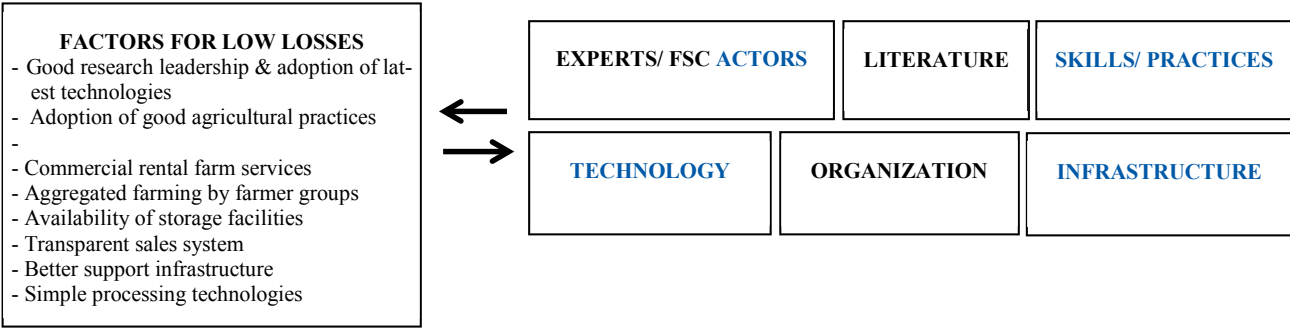 FACTORS FOR LOW LOSSES
- Good research leadership & adoption of lat-
est technologies
- Adoption of good agricultural practices
-
- Commercial rental farm services
- Aggregated farming by farmer groups
- Availability of storage facilities
- Transparent sales system
- Better support infrastructure
- Simple processing technologies
EXPERTS/ FSC ACTORS
LITERATURE
SKILLS/ PRACTICES
TECHNOLOGY
ORGANIZATION
INFRASTRUCTURE